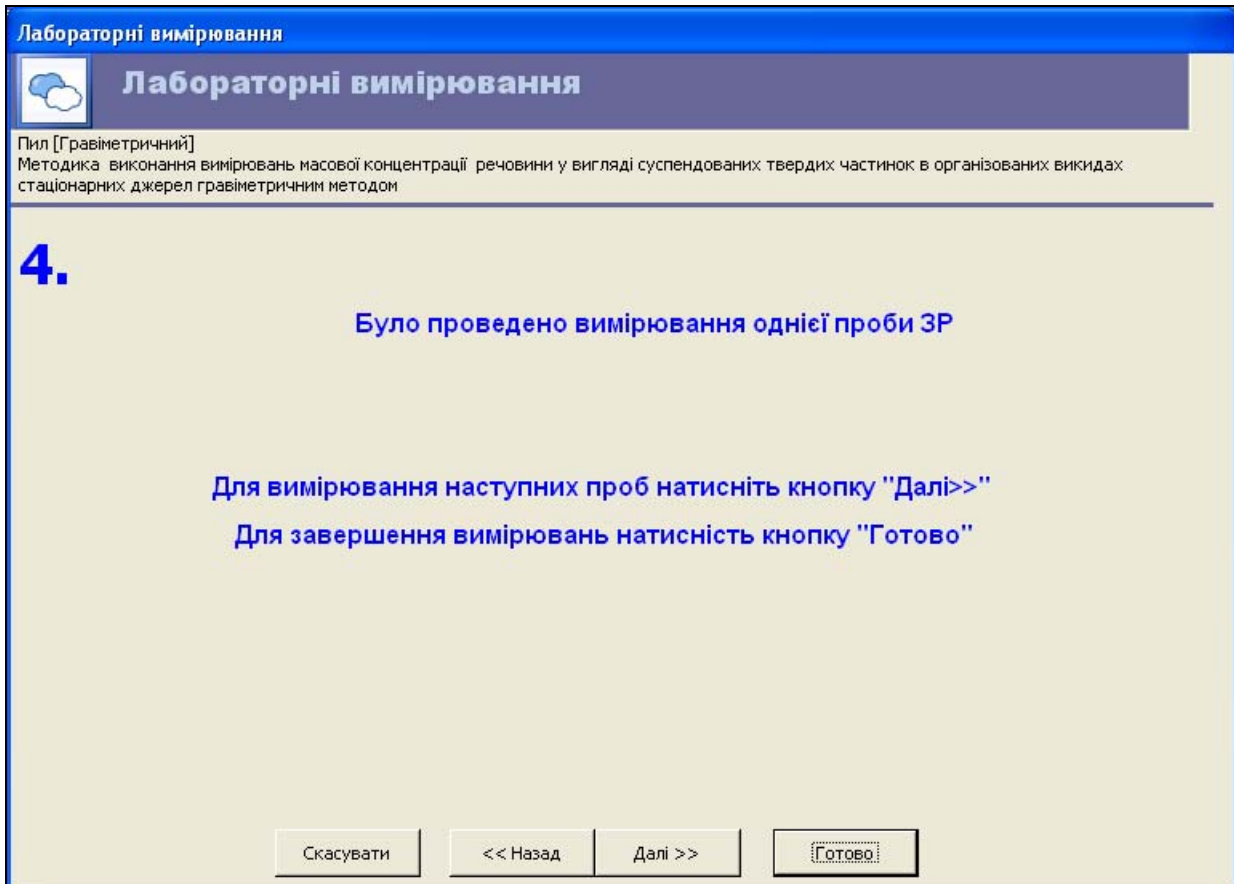 Лабораторні вимірювання
Лабораторні вимірювання
Пил [Гравіметричний]
Методика виконання вимірювань масової концентрації речовини у вигляді суспендованих твердих частинок в організованих викидах
стаціонарних джерел гравіметричним методом
4.
Було проведено вимірювання однієї проби ЗР
Для вимірювання наступних проб натисніть кнопку "Далі>>"
Для завершення вимірювань натисність кнопку "Готово"
Скасувати << Назад Далі >> Готово